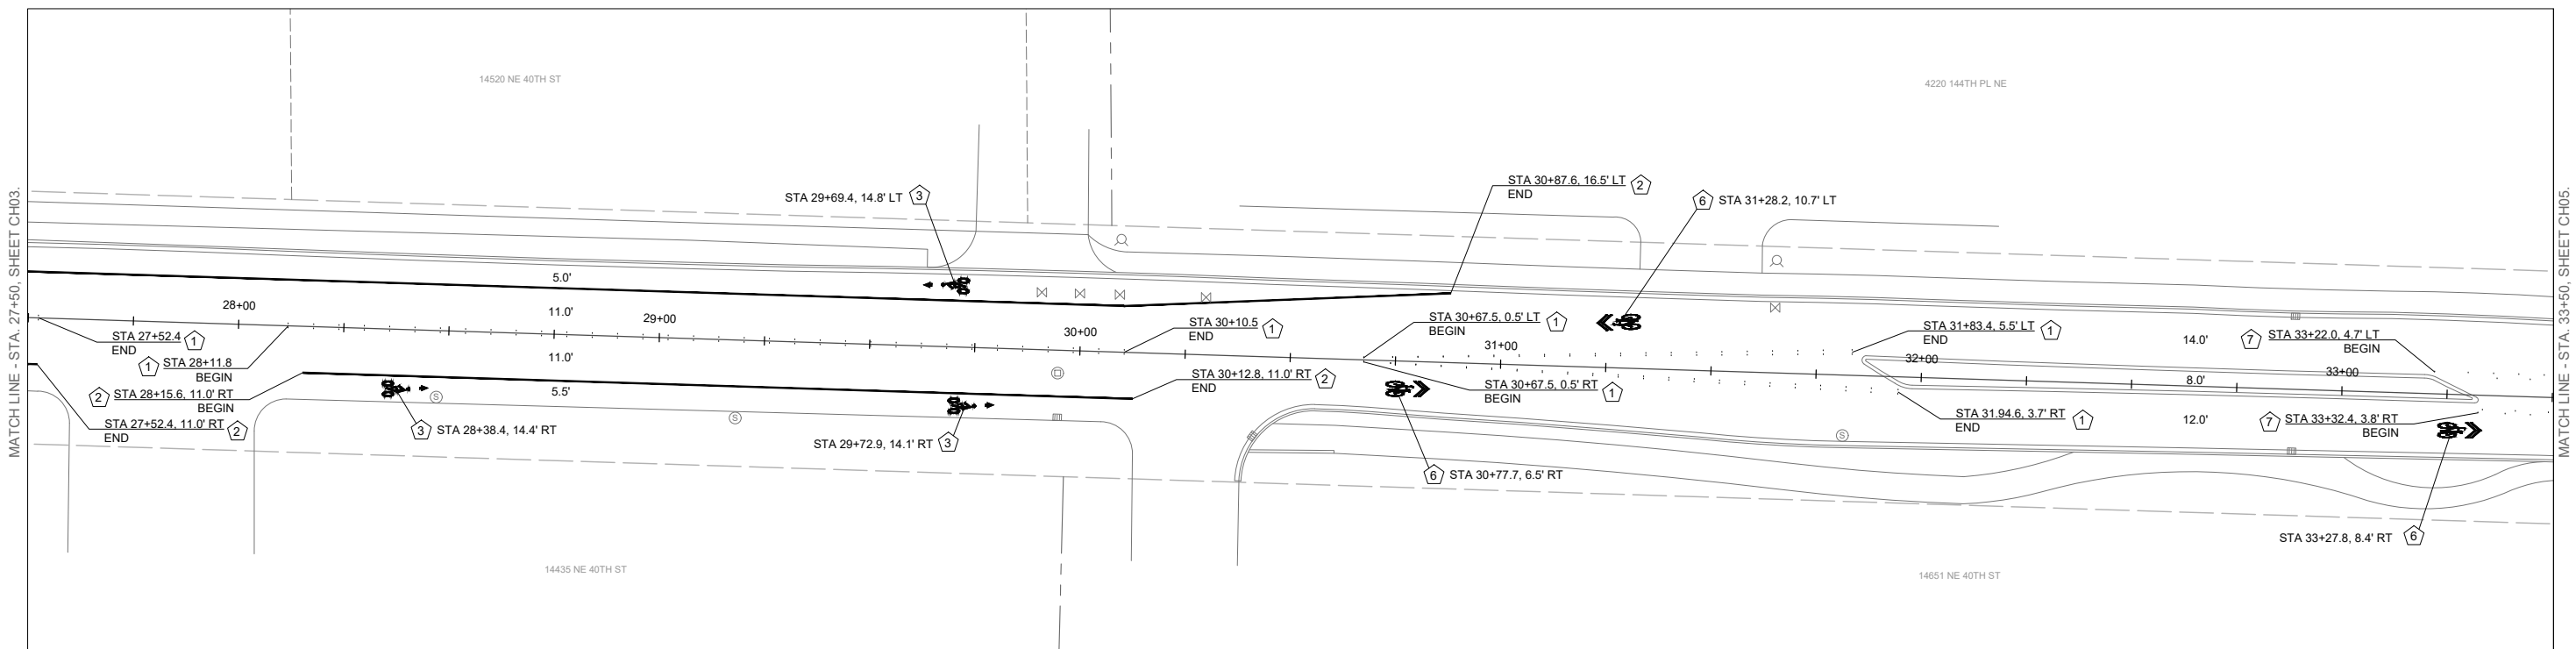 14520 NE 40TH ST
4220 144TH PL NE
MATCH LINE - STA. 27+50, SHEET CH03.
MATCH LINE - STA. 33+50, SHEET CH05.
STA 29+69.4, 14.8' LT
3
STA 30+87.6, 16.5' LT
END
2
6
STA 31+28.2, 10.7' LT
5.0'
28+00
11.0'
29+00
30+00
31+00
32+00
33+00
STA 27+52.4
END
1
1
STA 28+11.8
BEGIN
2
STA 28+15.6, 11.0' RT
BEGIN
STA 27+52.4, 11.0' RT
END
2
11.0'
5.5'
3
STA 28+38.4, 14.4' RT
S
S
STA 29+72.9, 14.1' RT
3
STA 30+10.5
END
1
STA 30+12.8, 11.0' RT
END
2
STA 30+67.5, 0.5' LT
BEGIN
1
STA 30+67.5, 0.5' RT
BEGIN
1
6
STA 30+77.7, 6.5' RT
STA 31+83.4, 5.5' LT
END
1
STA 31.94.6, 3.7' RT
END
1
S
14.0'
8.0'
12.0'
7
STA 33+22.0, 4.7' LT
BEGIN
7
STA 33+32.4, 3.8' RT
BEGIN
STA 33+27.8, 8.4' RT
6
14435 NE 40TH ST
14651 NE 40TH ST